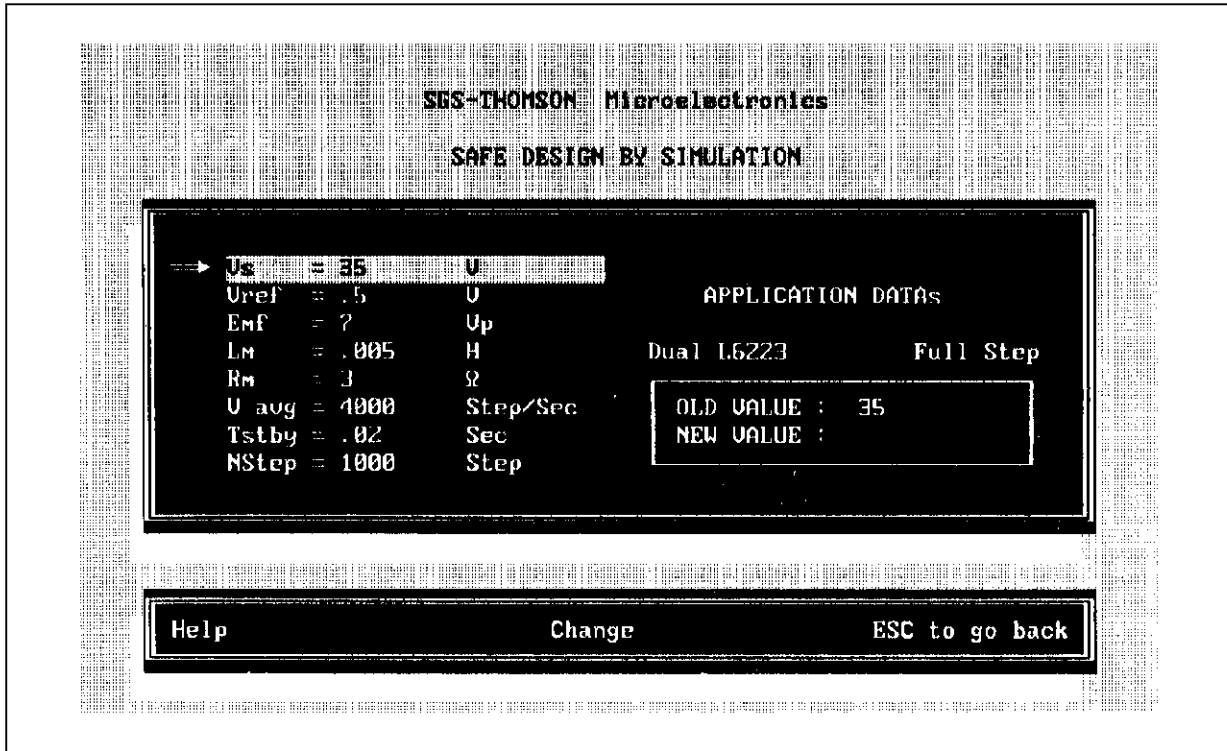 SGS-THOMSON Microelectronics
SAFE DESIGN BY SIMULATION
Vs = 35 V
Vref = .5 V
Emf = 7 Vp
Lm = .005 H
Rm = 3 Ω
V avg = 4000 Step/Sec
Tstby = .02 Sec
NStep = 1000 Step
APPLICATION DATAs
Dual L6223 Full Step
OLD VALUE : 35
NEW VALUE :
Help Change ESC to go back